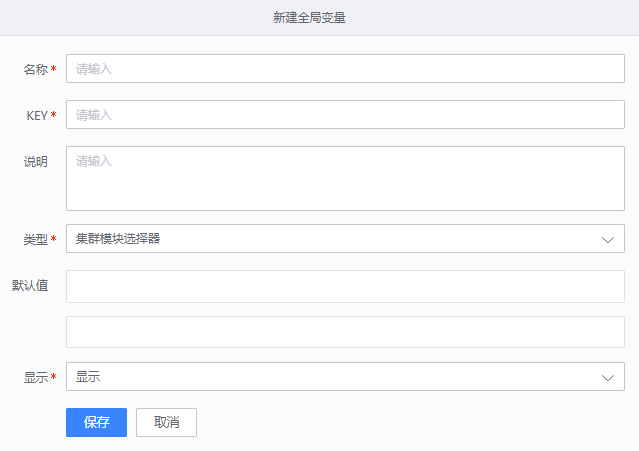 新建全局变量
名称 * 请输入
KEY * 请输入
说明 请输入
类型 * 集群模块选择器
默认值
显示 * 显示
保存 取消